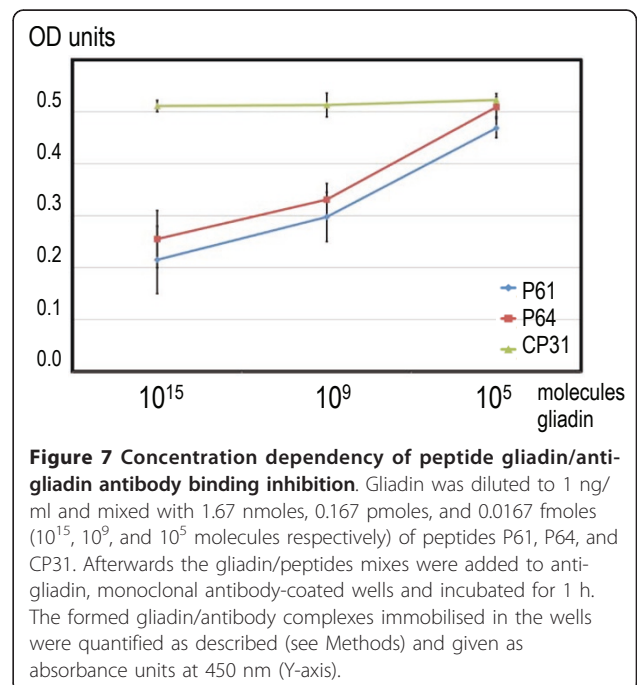 OD units
0.5
0.4
0.3
0.2
0.1
0.0
P61
P64
CP31
10¹⁵
10⁹
10⁵
molecules
gliadin
Figure 7 Concentration dependency of peptide gliadin/anti-
gliadin antibody binding inhibition. Gliadin was diluted to 1 ng/
ml and mixed with 1.67 nmoles, 0.167 pmoles, and 0.0167 fmoles
(10¹⁵, 10⁹, and 10⁵ molecules respectively) of peptides P61, P64, and
CP31. Afterwards the gliadin/peptides mixes were added to anti-
gliadin, monoclonal antibody-coated wells and incubated for 1 h.
The formed gliadin/antibody complexes immobilised in the wells
were quantified as described (see Methods) and given as
absorbance units at 450 nm (Y-axis).